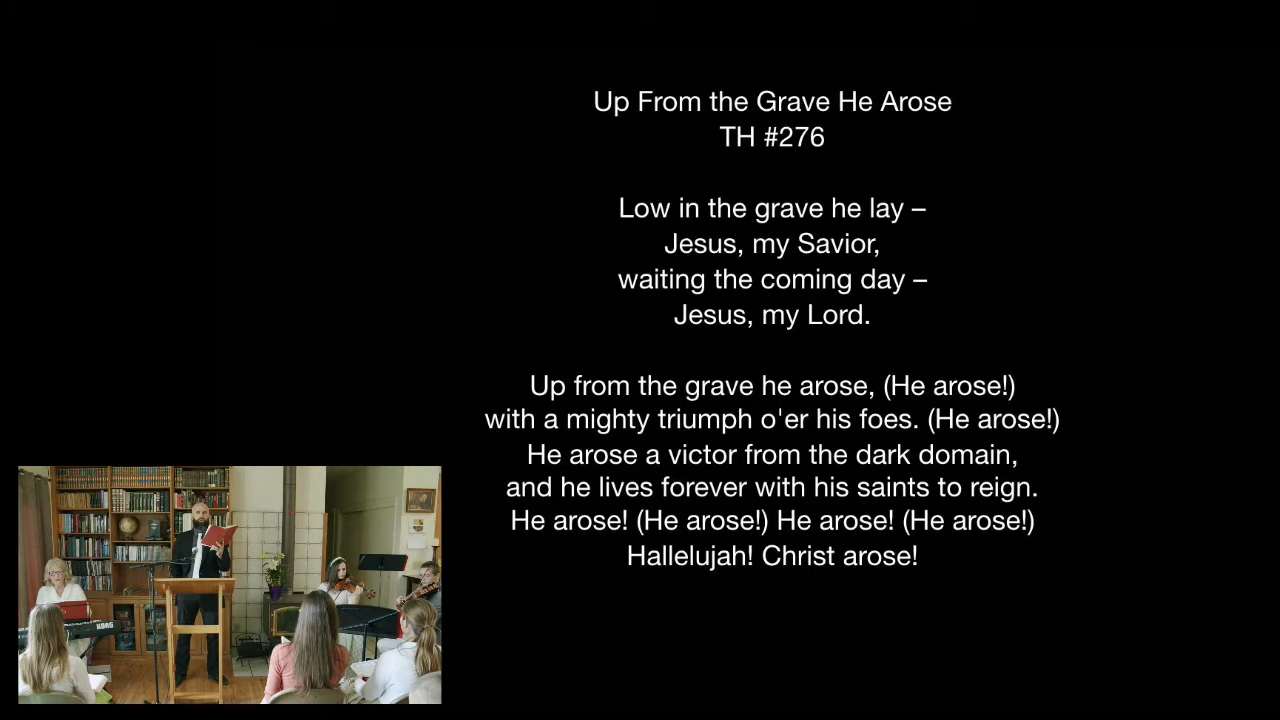 Up From the Grave He Arose
TH #276
Low in the grave he lay –
Jesus, my Savior,
waiting the coming day –
Jesus, my Lord.
Up from the grave he arose, (He arose!)
with a mighty triumph o'er his foes. (He arose!)
He arose a victor from the dark domain,
and he lives forever with his saints to reign.
He arose! (He arose!) He arose! (He arose!)
Hallelujah! Christ arose!
KORG